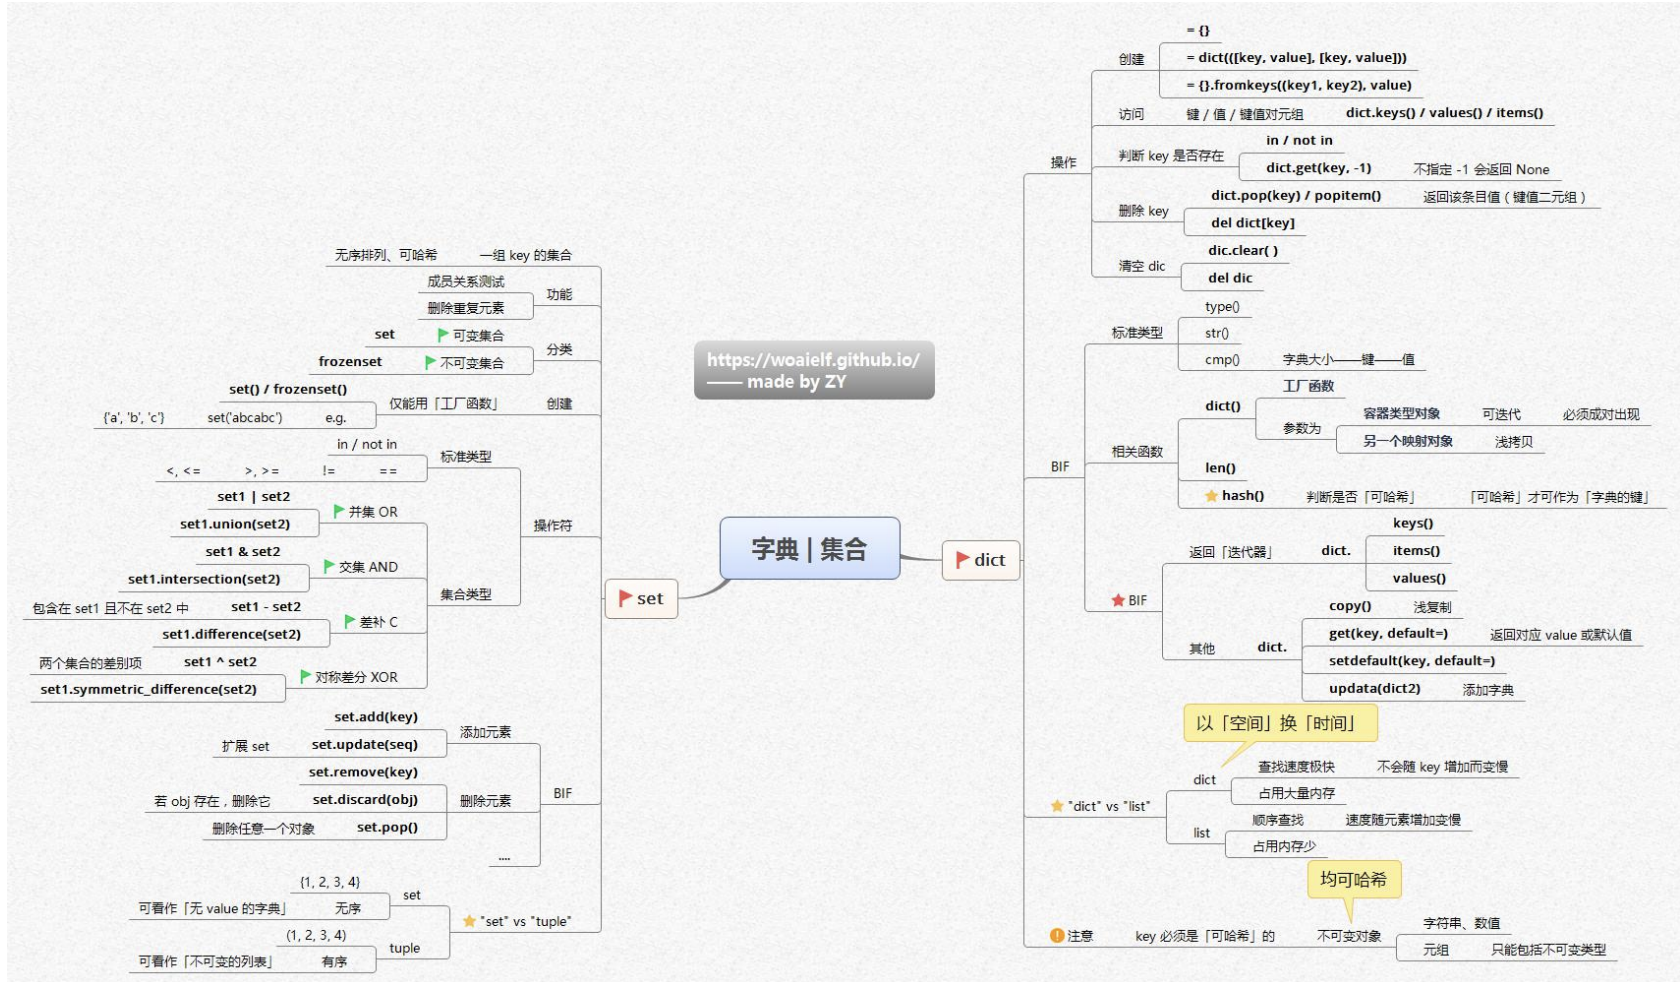 https://woaielf.github.io/
—— made by ZY
字典 | 集合
dict
操作
创建
= {}
= dict(([key, value], [key, value]))
= {}.fromkeys((key1, key2), value)
访问
键 / 值 / 键值对元组
dict.keys() / values() / items()
判断 key 是否存在
in / not in
dict.get(key, -1)
不指定 -1 会返回 None
删除 key
dict.pop(key) / popitem()
返回该条目值（键值二元组）
del dict[key]
清空 dic
dic.clear( )
del dic
BIF
标准类型
type()
str()
cmp()
字典大小——键——值
相关函数
dict()
工厂函数
参数为
容器类型对象
可迭代
必须成对出现
另一个映射对象
浅拷贝
len()
hash()
判断是否「可哈希」
「可哈希」才可作为「字典的键」
BIF
返回「迭代器」
dict.
keys()
items()
values()
其他
dict.
copy()
浅复制
get(key, default=)
返回对应 value 或默认值
setdefault(key, default=)
updata(dict2)
添加字典
以「空间」换「时间」
"dict" vs "list"
dict
查找速度极快
不会随 key 增加而变慢
占用大量内存
list
顺序查找
速度随元素增加变慢
占用内存少
均可哈希
注意
key 必须是「可哈希」的
不可变对象
字符串、数值
元组
只能包括不可变类型
set
一组 key 的集合
无序排列、可哈希
功能
成员关系测试
删除重复元素
分类
可变集合
set
不可变集合
frozenset
创建
仅能用「工厂函数」
set() / frozenset()
e.g.
set('abcabc')
{'a', 'b', 'c'}
操作符
标准类型
in / not in
<, <=
>, >=
!=
==
集合类型
并集 OR
set1 | set2
set1.union(set2)
交集 AND
set1 & set2
set1.intersection(set2)
差补 C
set1 - set2
包含在 set1 且不在 set2 中
set1.difference(set2)
对称差分 XOR
set1 ^ set2
两个集合的差别项
set1.symmetric_difference(set2)
BIF
添加元素
set.add(key)
set.update(seq)
扩展 set
删除元素
set.remove(key)
set.discard(obj)
若 obj 存在，删除它
set.pop()
删除任意一个对象
....
"set" vs "tuple"
set
{1, 2, 3, 4}
无序
可看作「无 value 的字典」
tuple
(1, 2, 3, 4)
有序
可看作「不可变的列表」